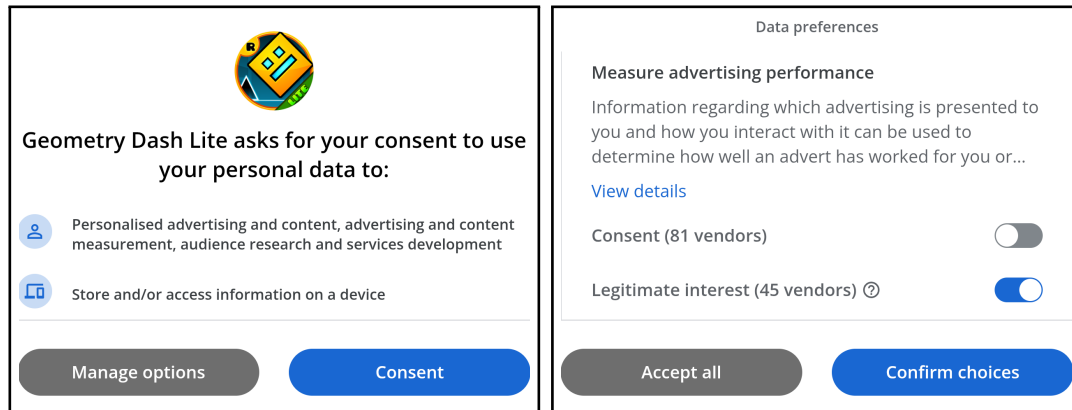 R
LITE
Geometry Dash Lite asks for your consent to use
your personal data to:
Personalised advertising and content, advertising and content
measurement, audience research and services development
Store and/or access information on a device
Manage options
Consent
Data preferences
Measure advertising performance
Information regarding which advertising is presented to
you and how you interact with it can be used to
determine how well an advert has worked for you or...
View details
Consent (81 vendors)
Legitimate interest (45 vendors) ?
Accept all
Confirm choices